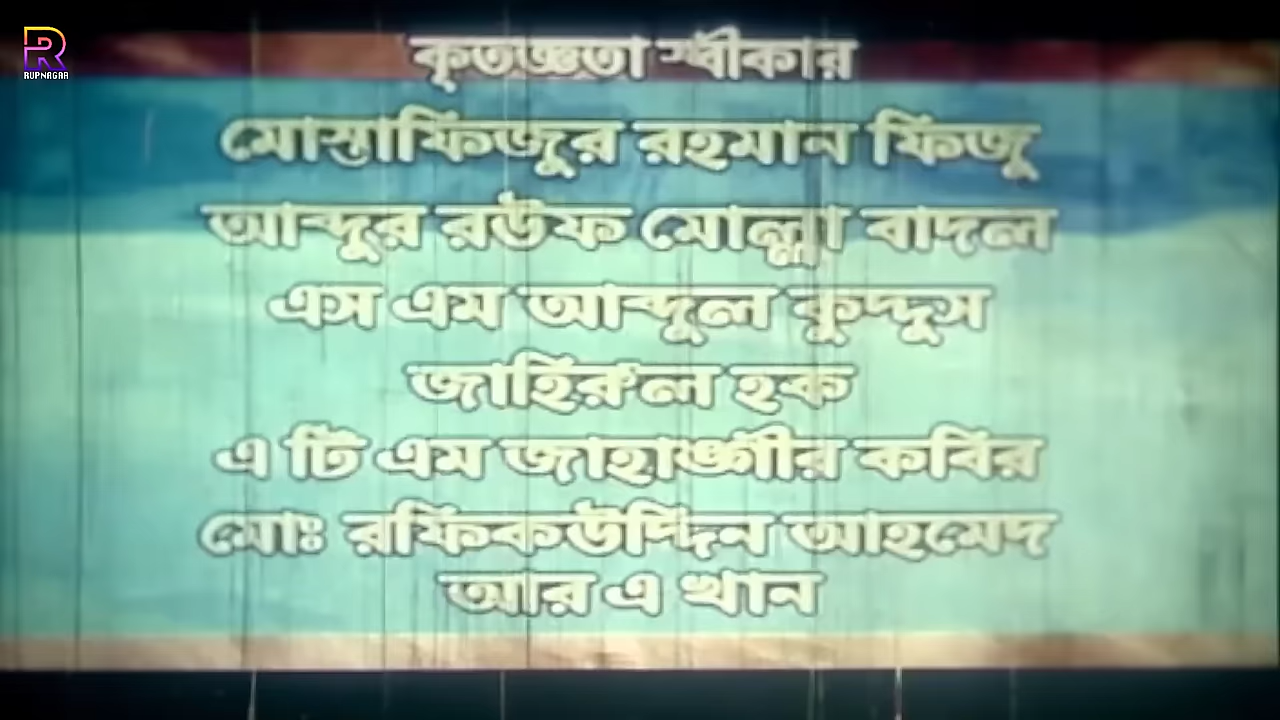 RUPNAGAR
কৃতজ্ঞতা স্বীকার
মোস্তাফিজুর রহমান ফিজু
আব্দুর রউফ মোল্লা বাদল
এস এম আব্দুল কুদ্দুস
জাহিরুল হক
এ টি এম জাহাঙ্গীর কবির
মোঃ রফিকউদ্দিন আহমেদ
আর এ খান